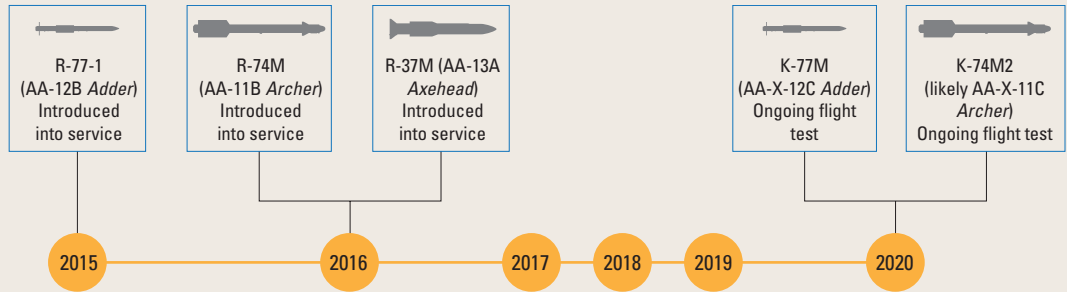 R-77-1
(AA-12B Adder)
Introduced
into service
R-74M
(AA-11B Archer)
Introduced
into service
R-37M (AA-13A
Axehead)
Introduced
into service
K-77M
(AA-X-12C Adder)
Ongoing flight
test
K-74M2
(likely AA-X-11C
Archer)
Ongoing flight test
2015
2016
2017
2018
2019
2020